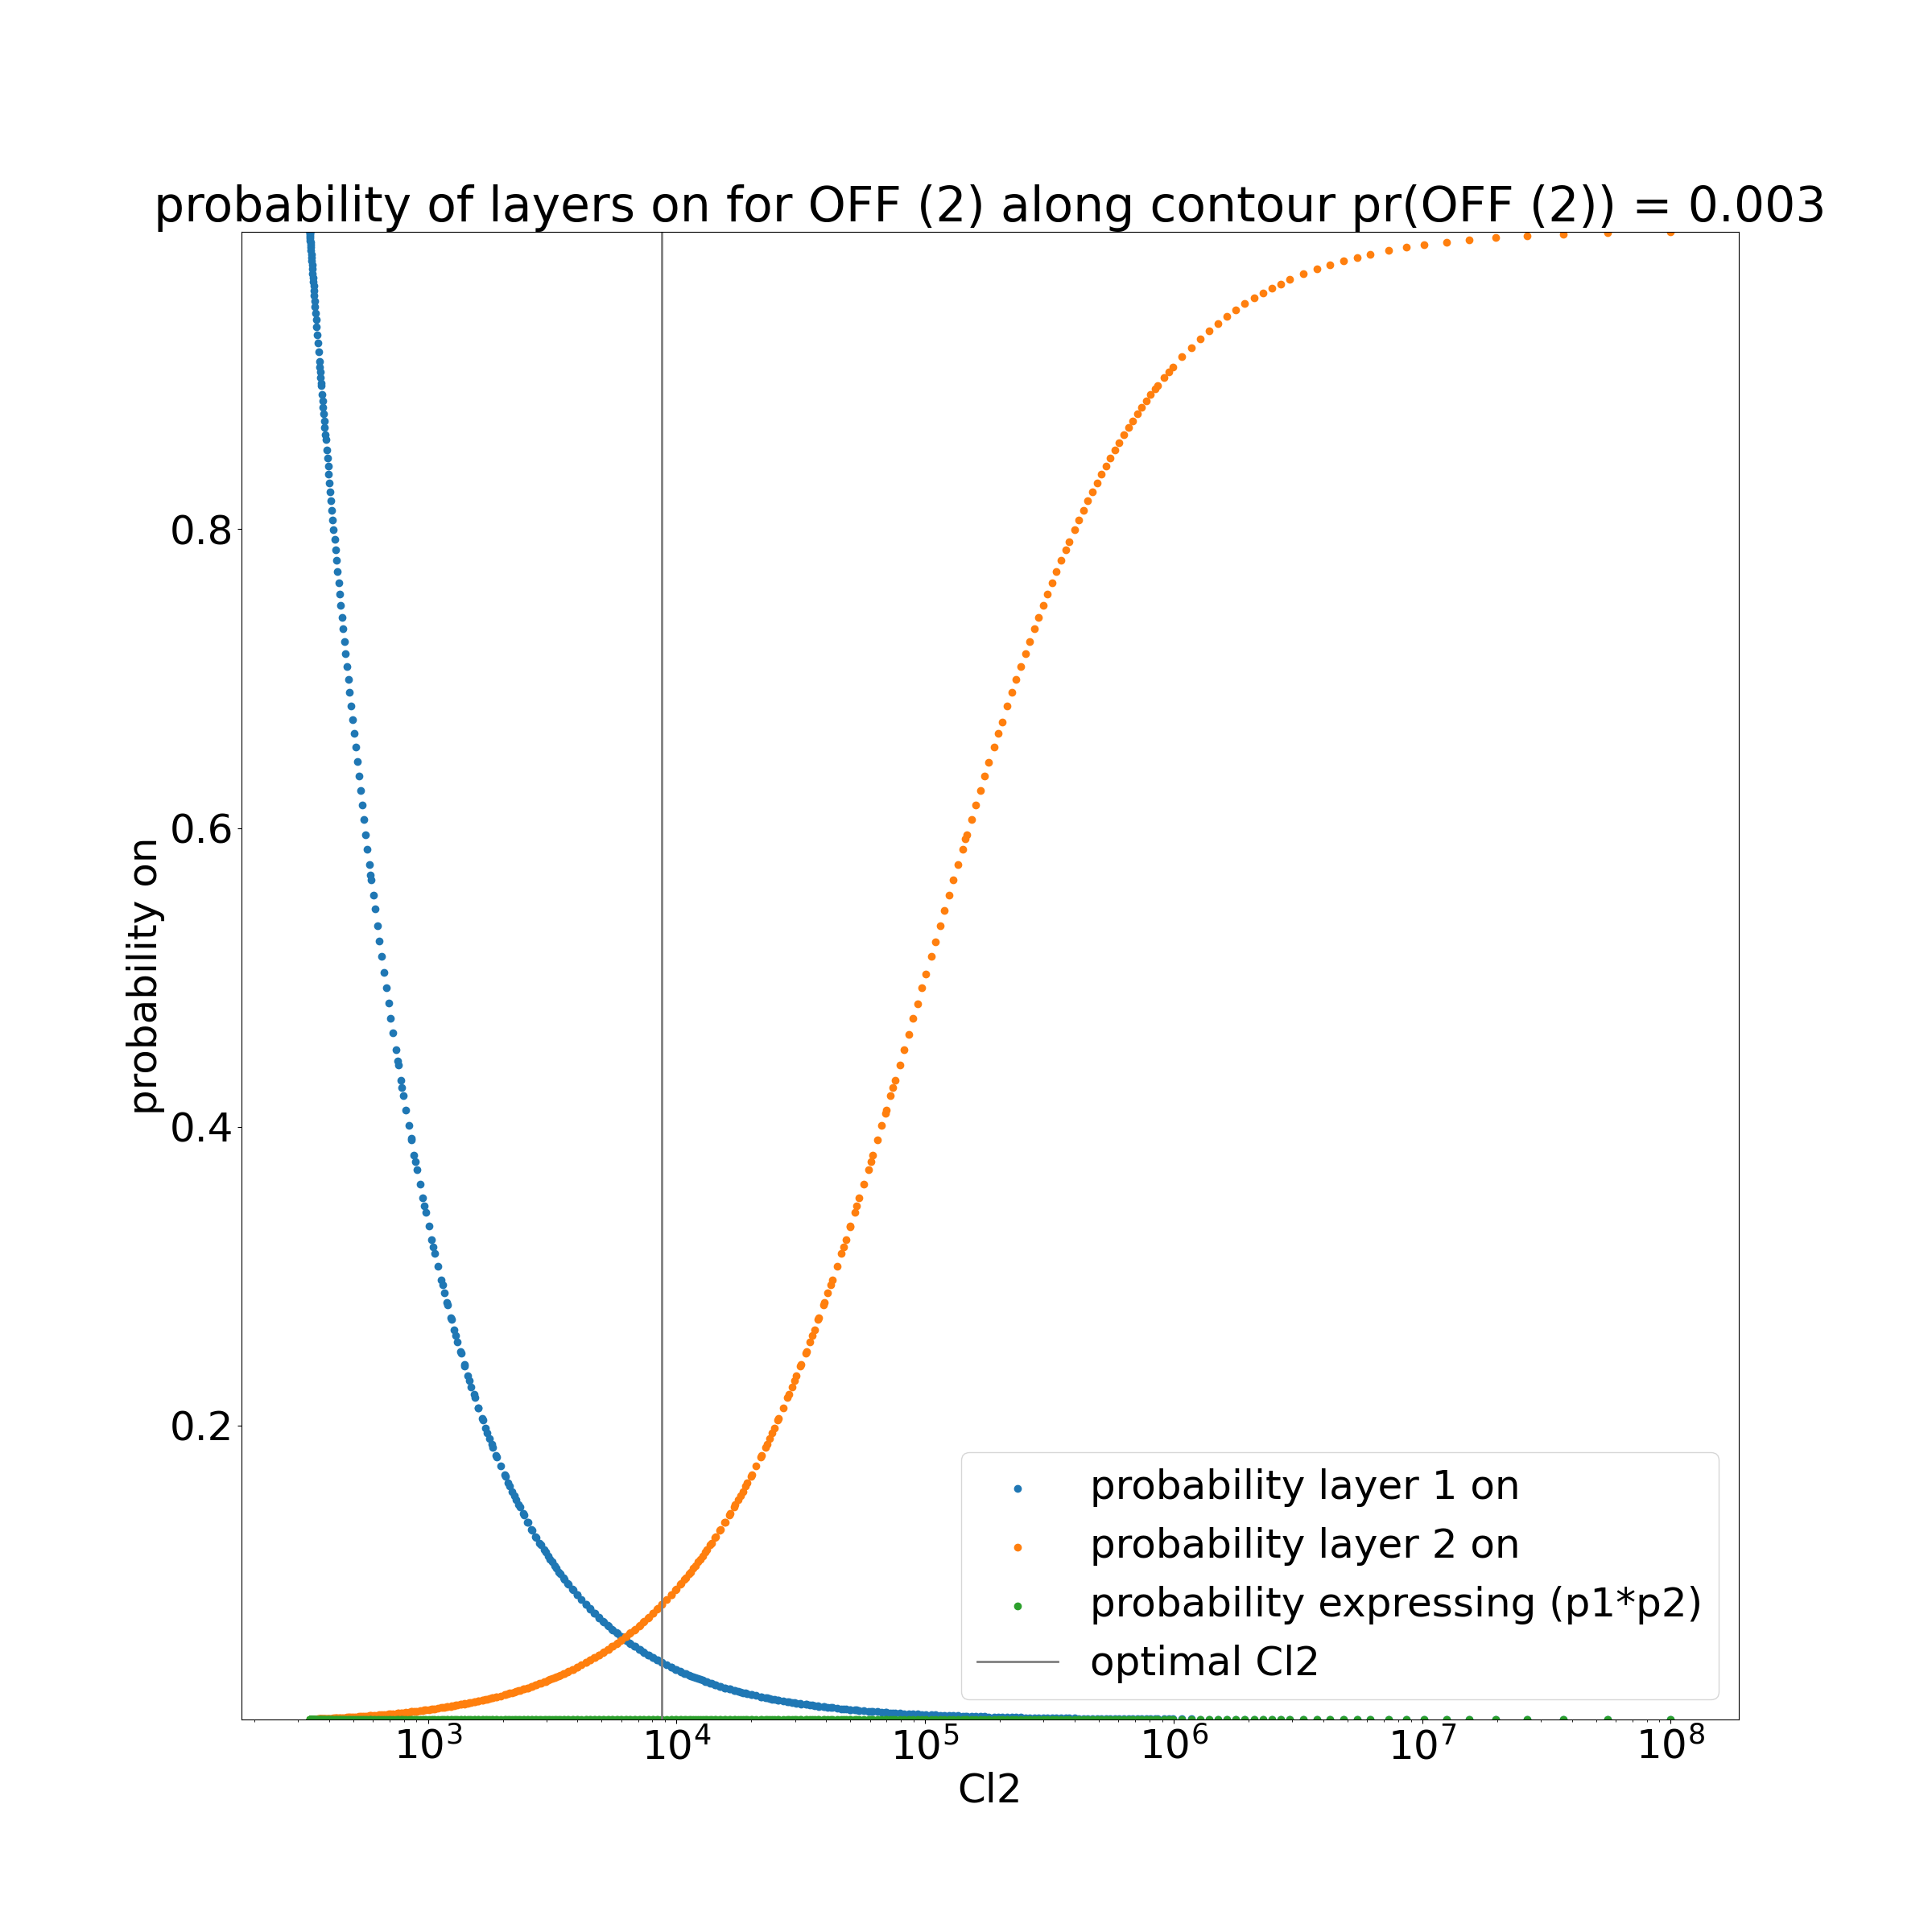 probability of layers on for OFF (2) along contour pr(OFF (2)) = 0.003
probability on
0.8
0.6
0.4
0.2
probability layer 1 on
probability layer 2 on
probability expressing (p1*p2)
optimal Cl2
10³ 10⁴ 10⁵ 10⁶ 10⁷ 10⁸
Cl2